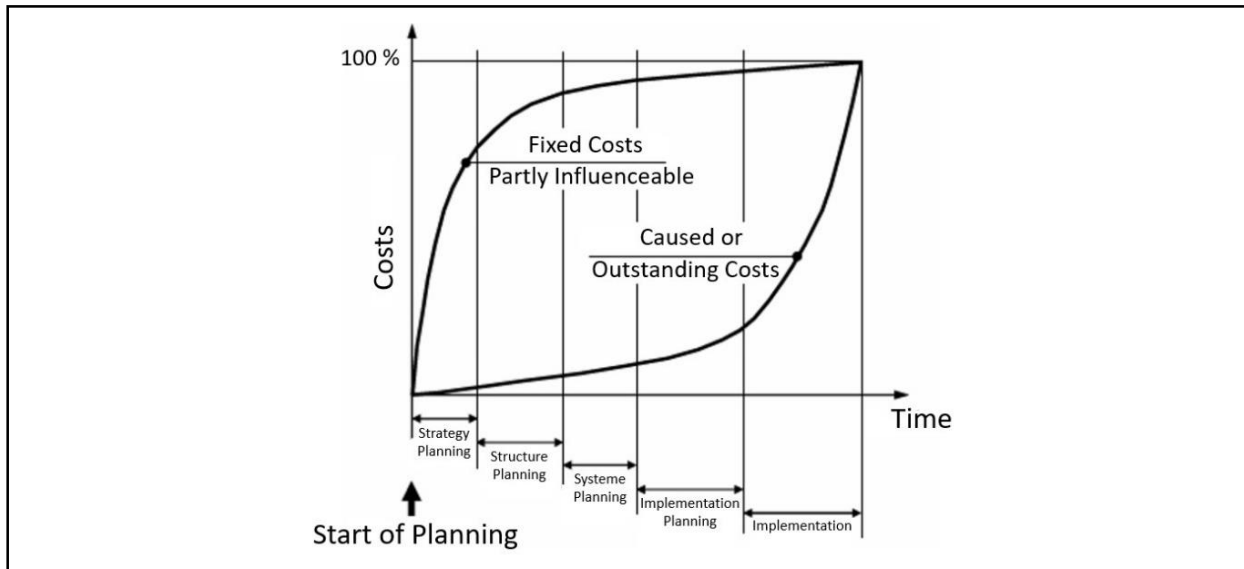 100 %
Fixed Costs
Partly Influenceable
Caused or
Outstanding Costs
Costs
Time
Strategy
Planning
Structure
Planning
Systeme
Planning
Implementation
Planning
Implementation
Start of Planning